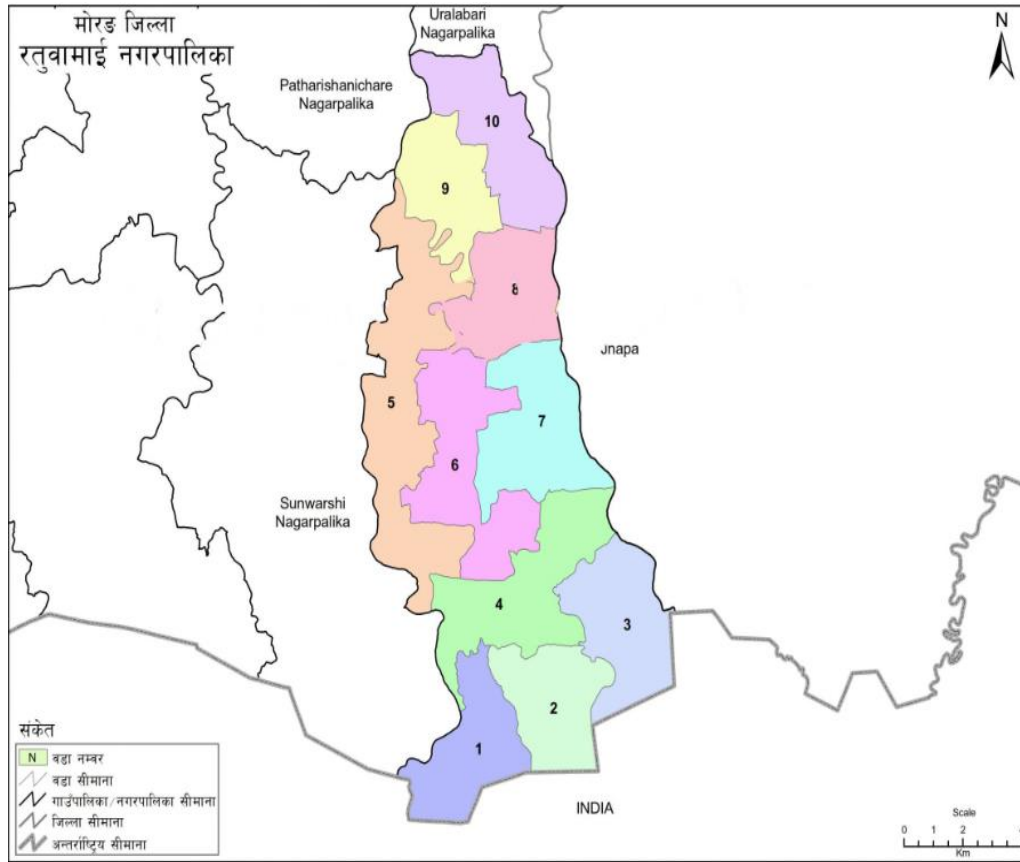 मोरङ जिल्ला
रतुवामाई नगरपालिका
Uralabari
Nagarpalika
N
Patharishanichare
Nagarpalika
10
9
8
Jhapa
5
7
6
Sunwarshi
Nagarpalika
4
3
2
1
INDIA
संकेत
N वडा नम्बर
वडा सीमाना
गाउँपालिका/नगरपालिका सीमाना
जिल्ला सीमाना
अन्तर्राष्ट्रिय सीमाना
Scale
0 1 2
Km